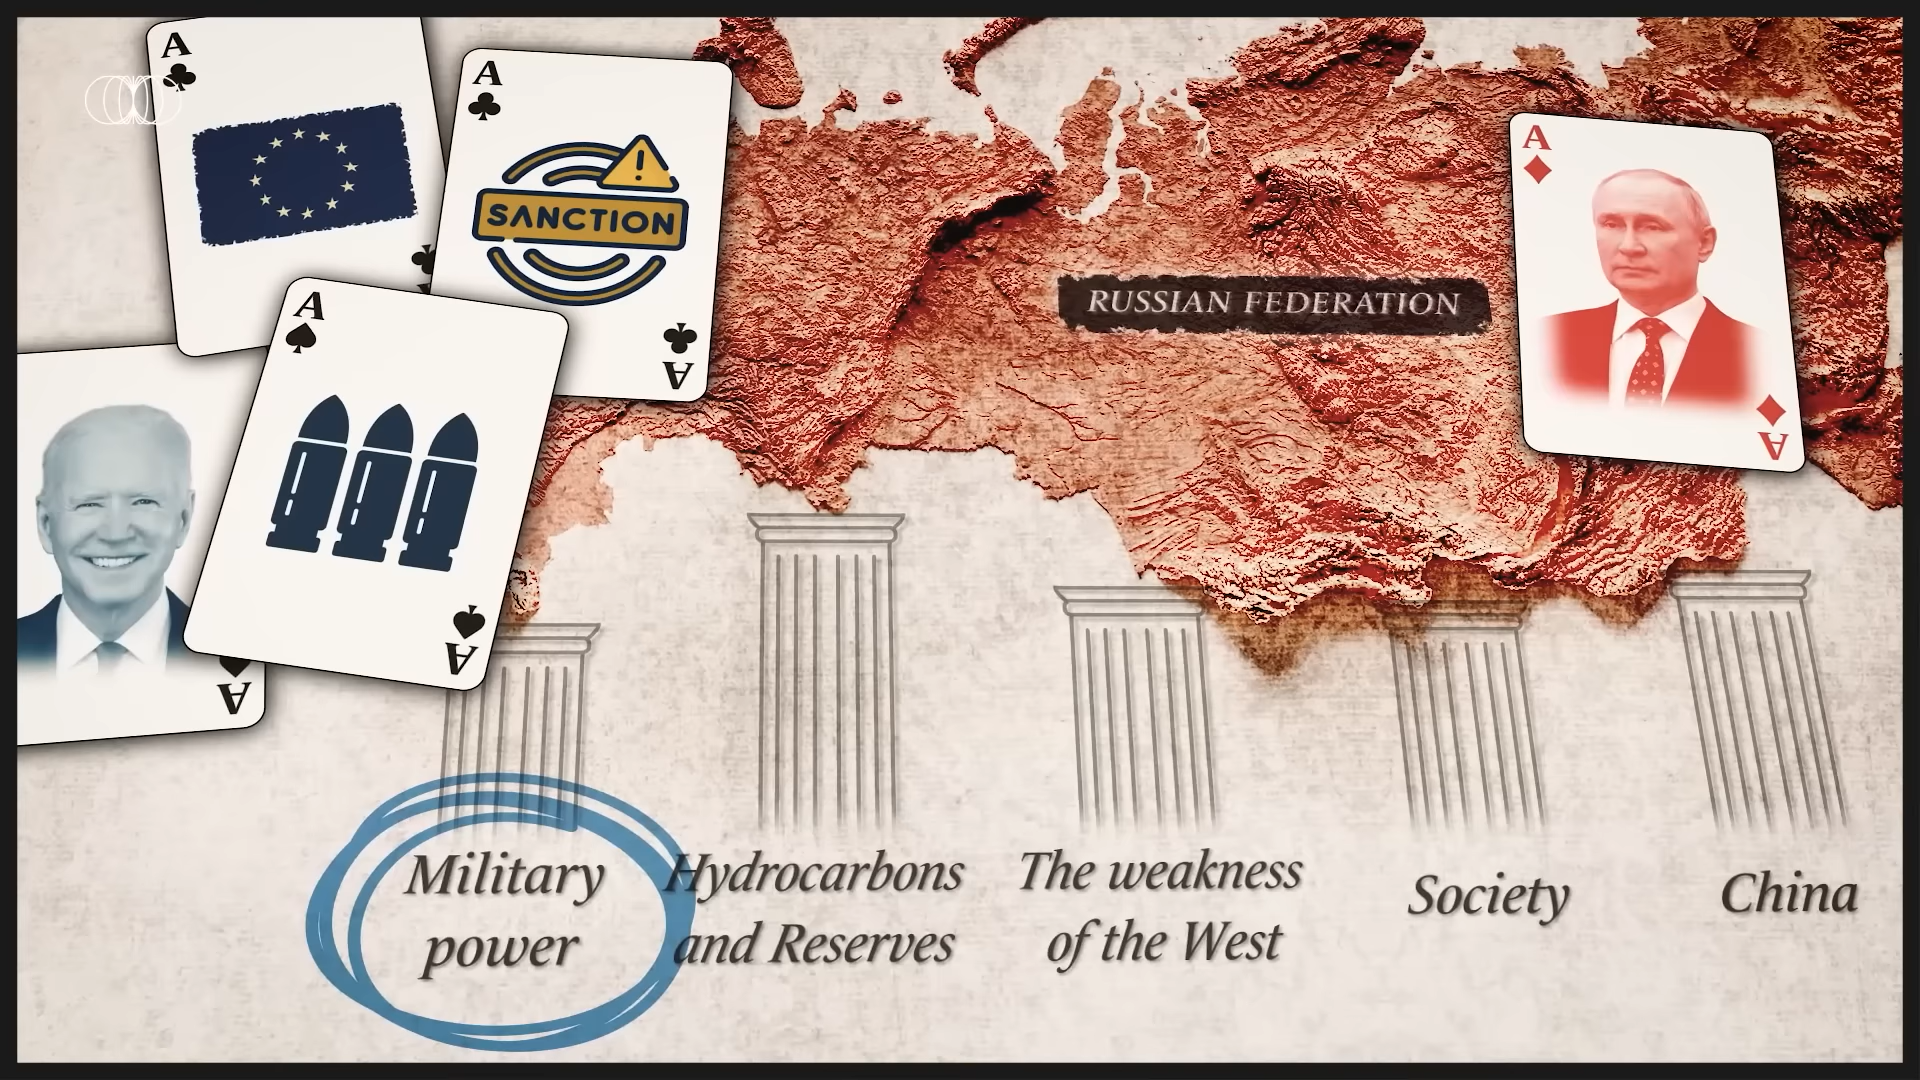 A
A
SANCTION
A
A
RUSSIAN FEDERATION
A
A
A
A
A
Military
power
Hydrocarbons
and Reserves
The weakness
of the West
Society
China